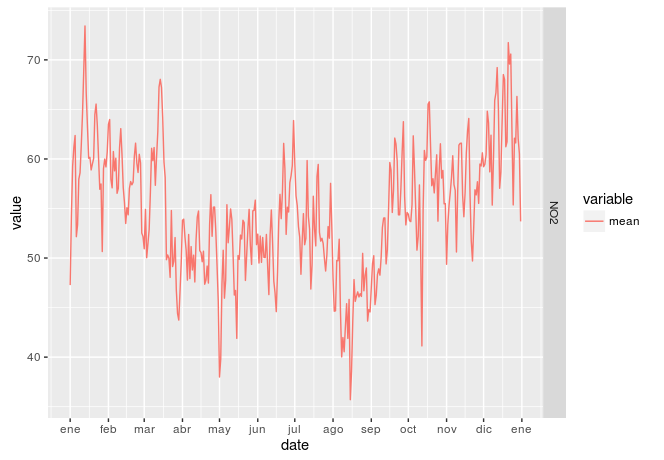 70
60
50
40
value
ene feb mar abr may jun jul ago sep oct nov dic ene
date
NO2
variable
mean